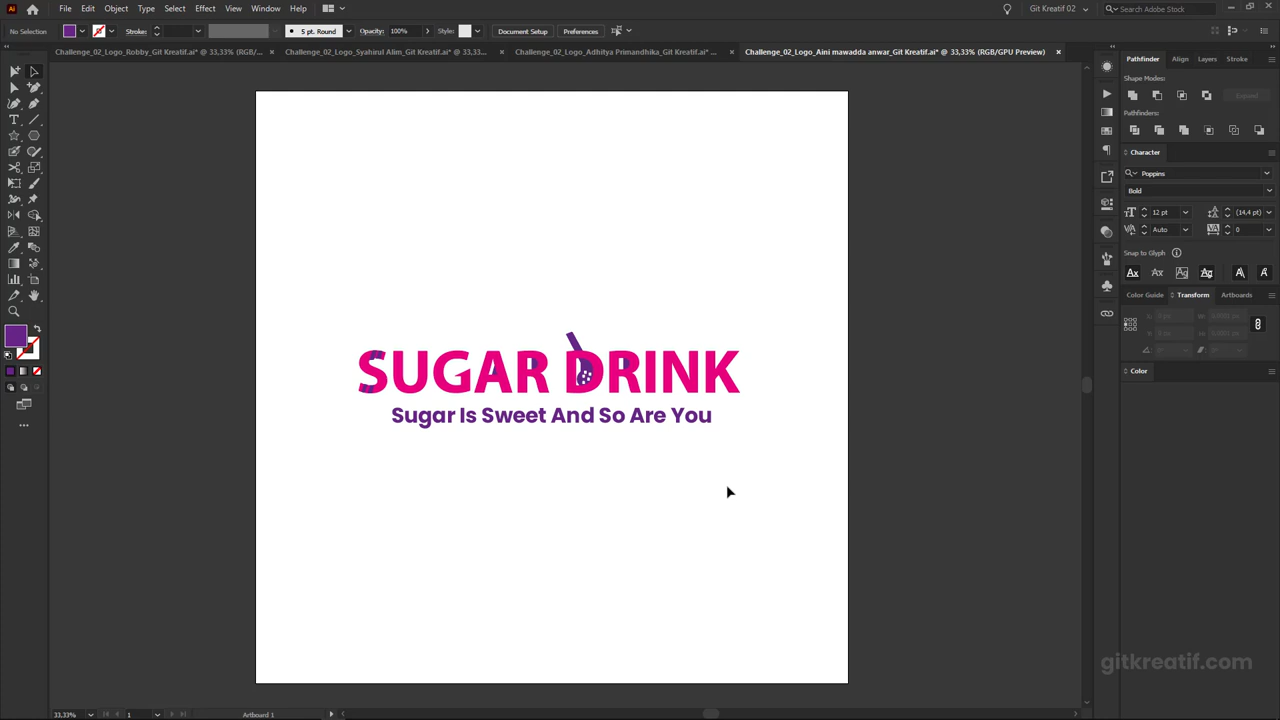 File Edit Object Type Select Effect View Window Help
Git Kreatif 02
Search Adobe Stock
No Selection
Stroke:
5 pt. Round
Opacity: 100%
Style:
Document Setup
Preferences
Challenge_02_Logo_Robby_Git Kreatif.ai* @ 33,33% (RGB/...
Challenge_02_Logo_Syahirul Alim_Git Kreatif.ai* @ 33,33...
Challenge_02_Logo_Adhitya Primandhika_Git Kreatif.ai* ...
Challenge_02_Logo_Aini mawadda anwar_Git Kreatif.ai* @ 33,33% (RGB/GPU Preview)
Pathfinder Align Layers Stroke
Shape Modes:
Expand
Pathfinders:
Character
Poppins
Bold
12 pt
(14,4 pt)
Auto
0
Snap to Glyph
Color Guide Transform Artboards
Color
SUGAR DRINK
Sugar Is Sweet And So Are You
gitkreatif.com
33,33%
1
Artboard 1